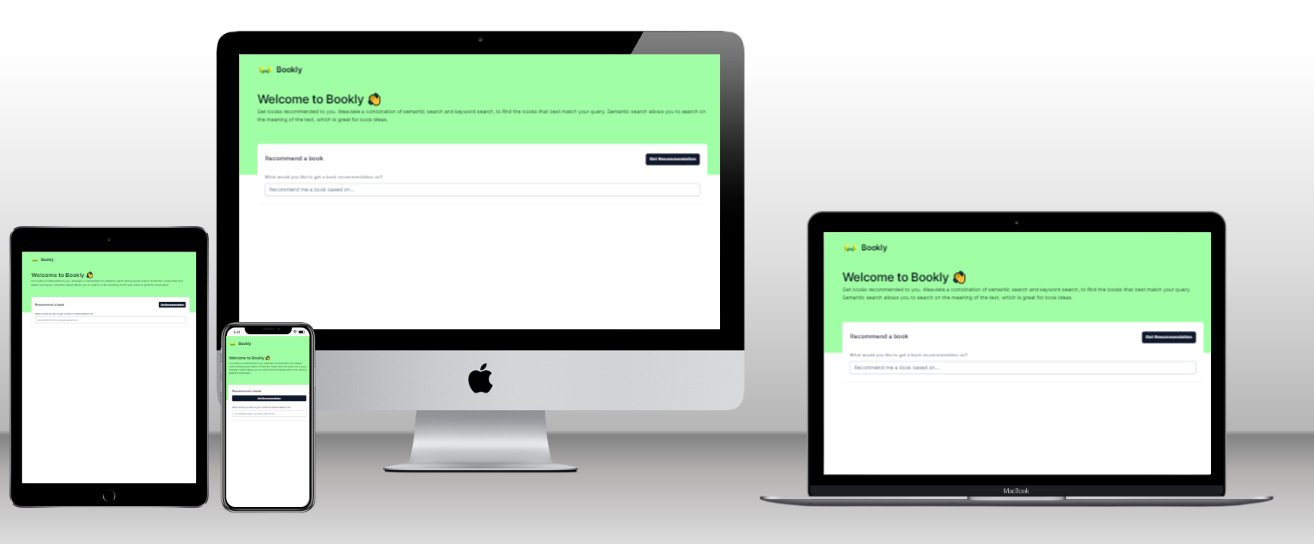 Bookly
Welcome to Bookly 👏
Get books recommended to you. Weaviate a combination of semantic search and keyword search, to find the books that best match your query. Semantic search allows you to search on
the meaning of the text, which is great for book ideas.
Recommend a book
Get Recommendation
What would you like to get a book recommendation on?
Recommend me a book based on...
Bookly
Welcome to Bookly 👏
Recommend a book
Get Recommendation
Bookly
Welcome to Bookly 👏
Recommend a book
Get Recommendation
Bookly
Welcome to Bookly 👏
Get books recommended to you. Weaviate a combination of semantic search and keyword search, to find the books that best match your query.
Semantic search allows you to search on the meaning of the text, which is great for book ideas.
Recommend a book
Get Recommendation
What would you like to get a book recommendation on?
Recommend me a book based on...
MacBook